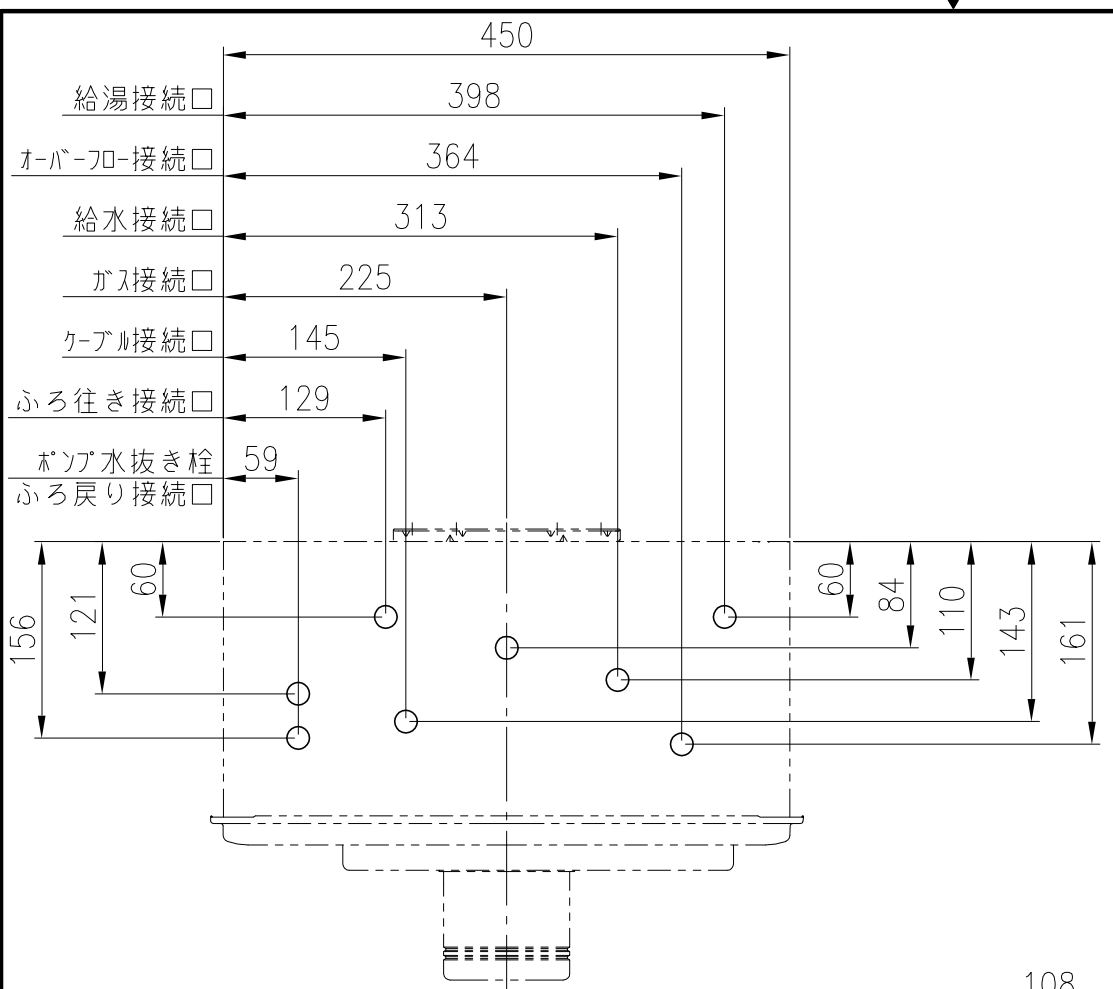 450
給湯接続口 398
オーバーフロー接続口 364
給水接続口 313
ガス接続口 225
ケーブル接続口 145
ふろ往き接続口 129
ポンプ水抜き栓 59
ふろ戻り接続口
156
121
60
60
84
110
143
161
108